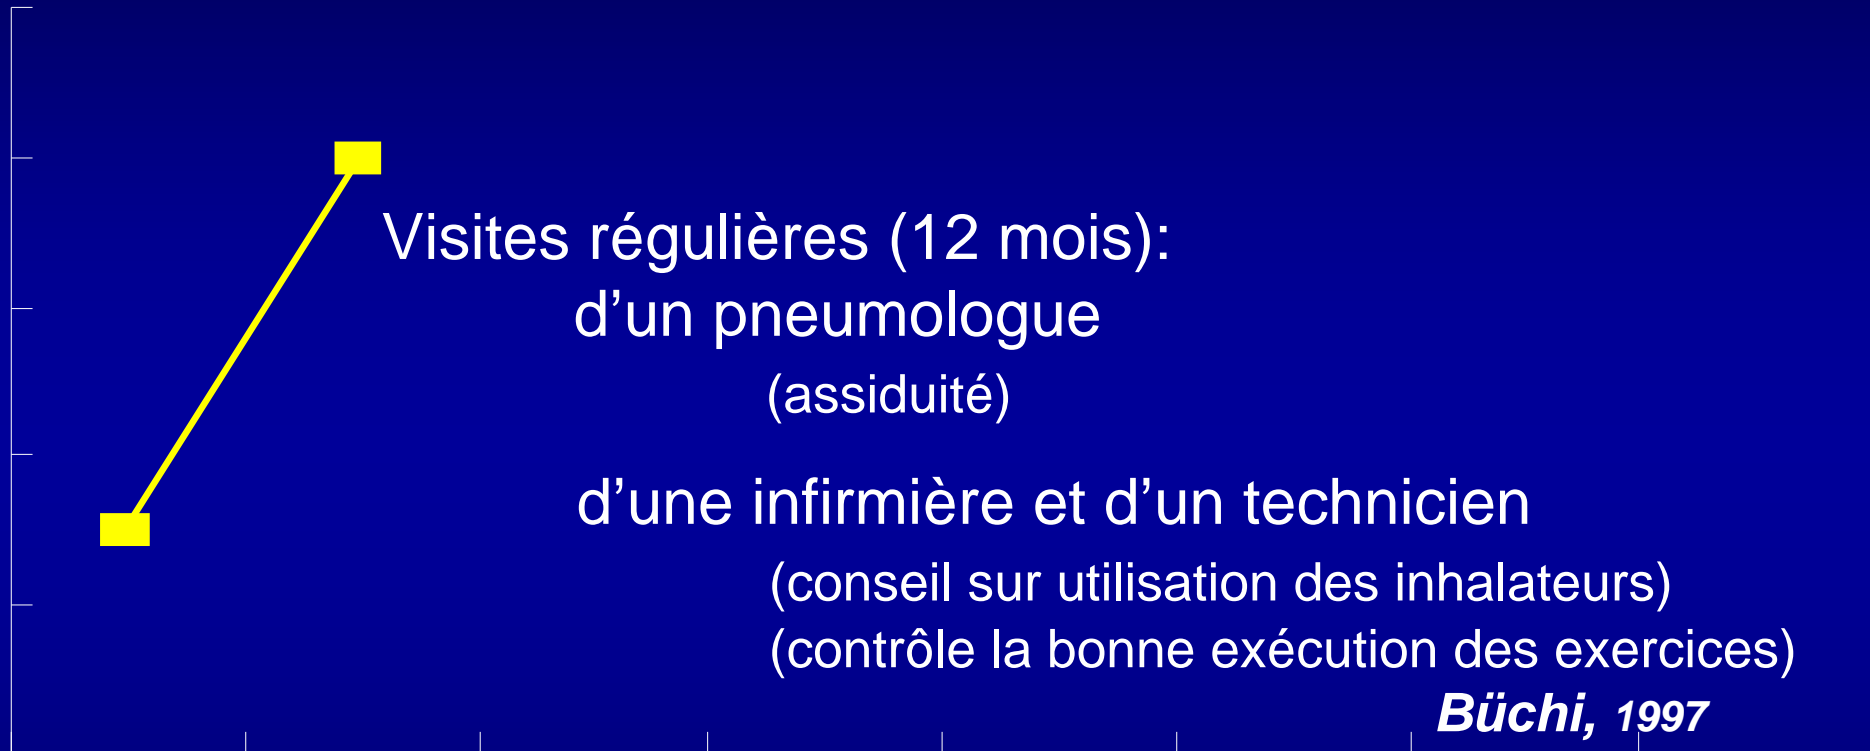 Visites régulières (12 mois):
d’un pneumologue
(assiduité)
d’une infirmière et d’un technicien
(conseil sur utilisation des inhalateurs)
(contrôle la bonne exécution des exercices)
Büchi, 1997